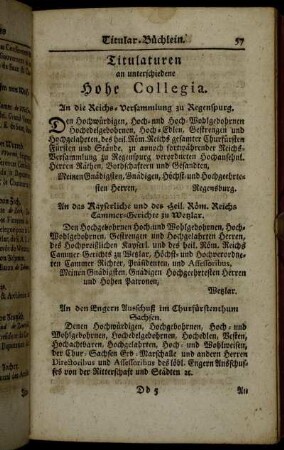 Titular-Büchlein. 57
Titulaturen
an unterschiedene
Hohe Collegia.
An die Reichs-Versammlung zu Regenspurg.
Den Hochwürdigen, Hoch- und Hoch-Wohlgebohrnen
Hochedelgebohrnen, Hoch-Edlen, Gestrengen und
Hochgelahrten, des heil. Röm. Reichs gesamter Churfürsten
Fürsten und Stände, zu annoch fortwährender Reichs-
Versammlung zu Regenspurg verordneten Hochansehnl.
Herren Räthen, Bothschaftern und Gesandten,
Meinen Gnädigsten, Gnädigen, Höchst- und Hochgeehrte-
sten Herren, Regensburg.
An das Käyserliche und des Heil. Röm. Reichs
Cammer-Gerichte zu Wetzlar.
Den Hochgebohrnen Hoch- und Wohlgebohrnen, Hoch-
Wohlgebohrnen, Gestrengen und Hochgelahrten Herren,
des Hochpreißlichen Kayserl. und des heil. Röm. Reichs
Cammer-Gerichts zu Wetzlar, Höchst- und Hochverordne-
ten Cammer Richter, Präsidenten, und Assessoribus,
Meinen Gnädigsten, Gnädigen Hochgeehrtesten Herren
und Hohen Patronen,
Wetzlar.
An den Engern Ausschuß im Churfürstenthum
Sachsen.
Denen Hochwürdigen, Hochgebohrnen, Hoch- und
Wohlgebohrnen, Hochedelgebohrnen, Hochedlen, Vesten,
Hochachtbaren, Hochgelahrten, Hoch- und Wohlweisen,
der Chur-Sachsen Erb-Marschalle und andern Herren
Directoribus und Assessoribus des löbl. Engern Ausschus-
ses von der Ritterschaft und Städten ꝛc.
Dd 5 An